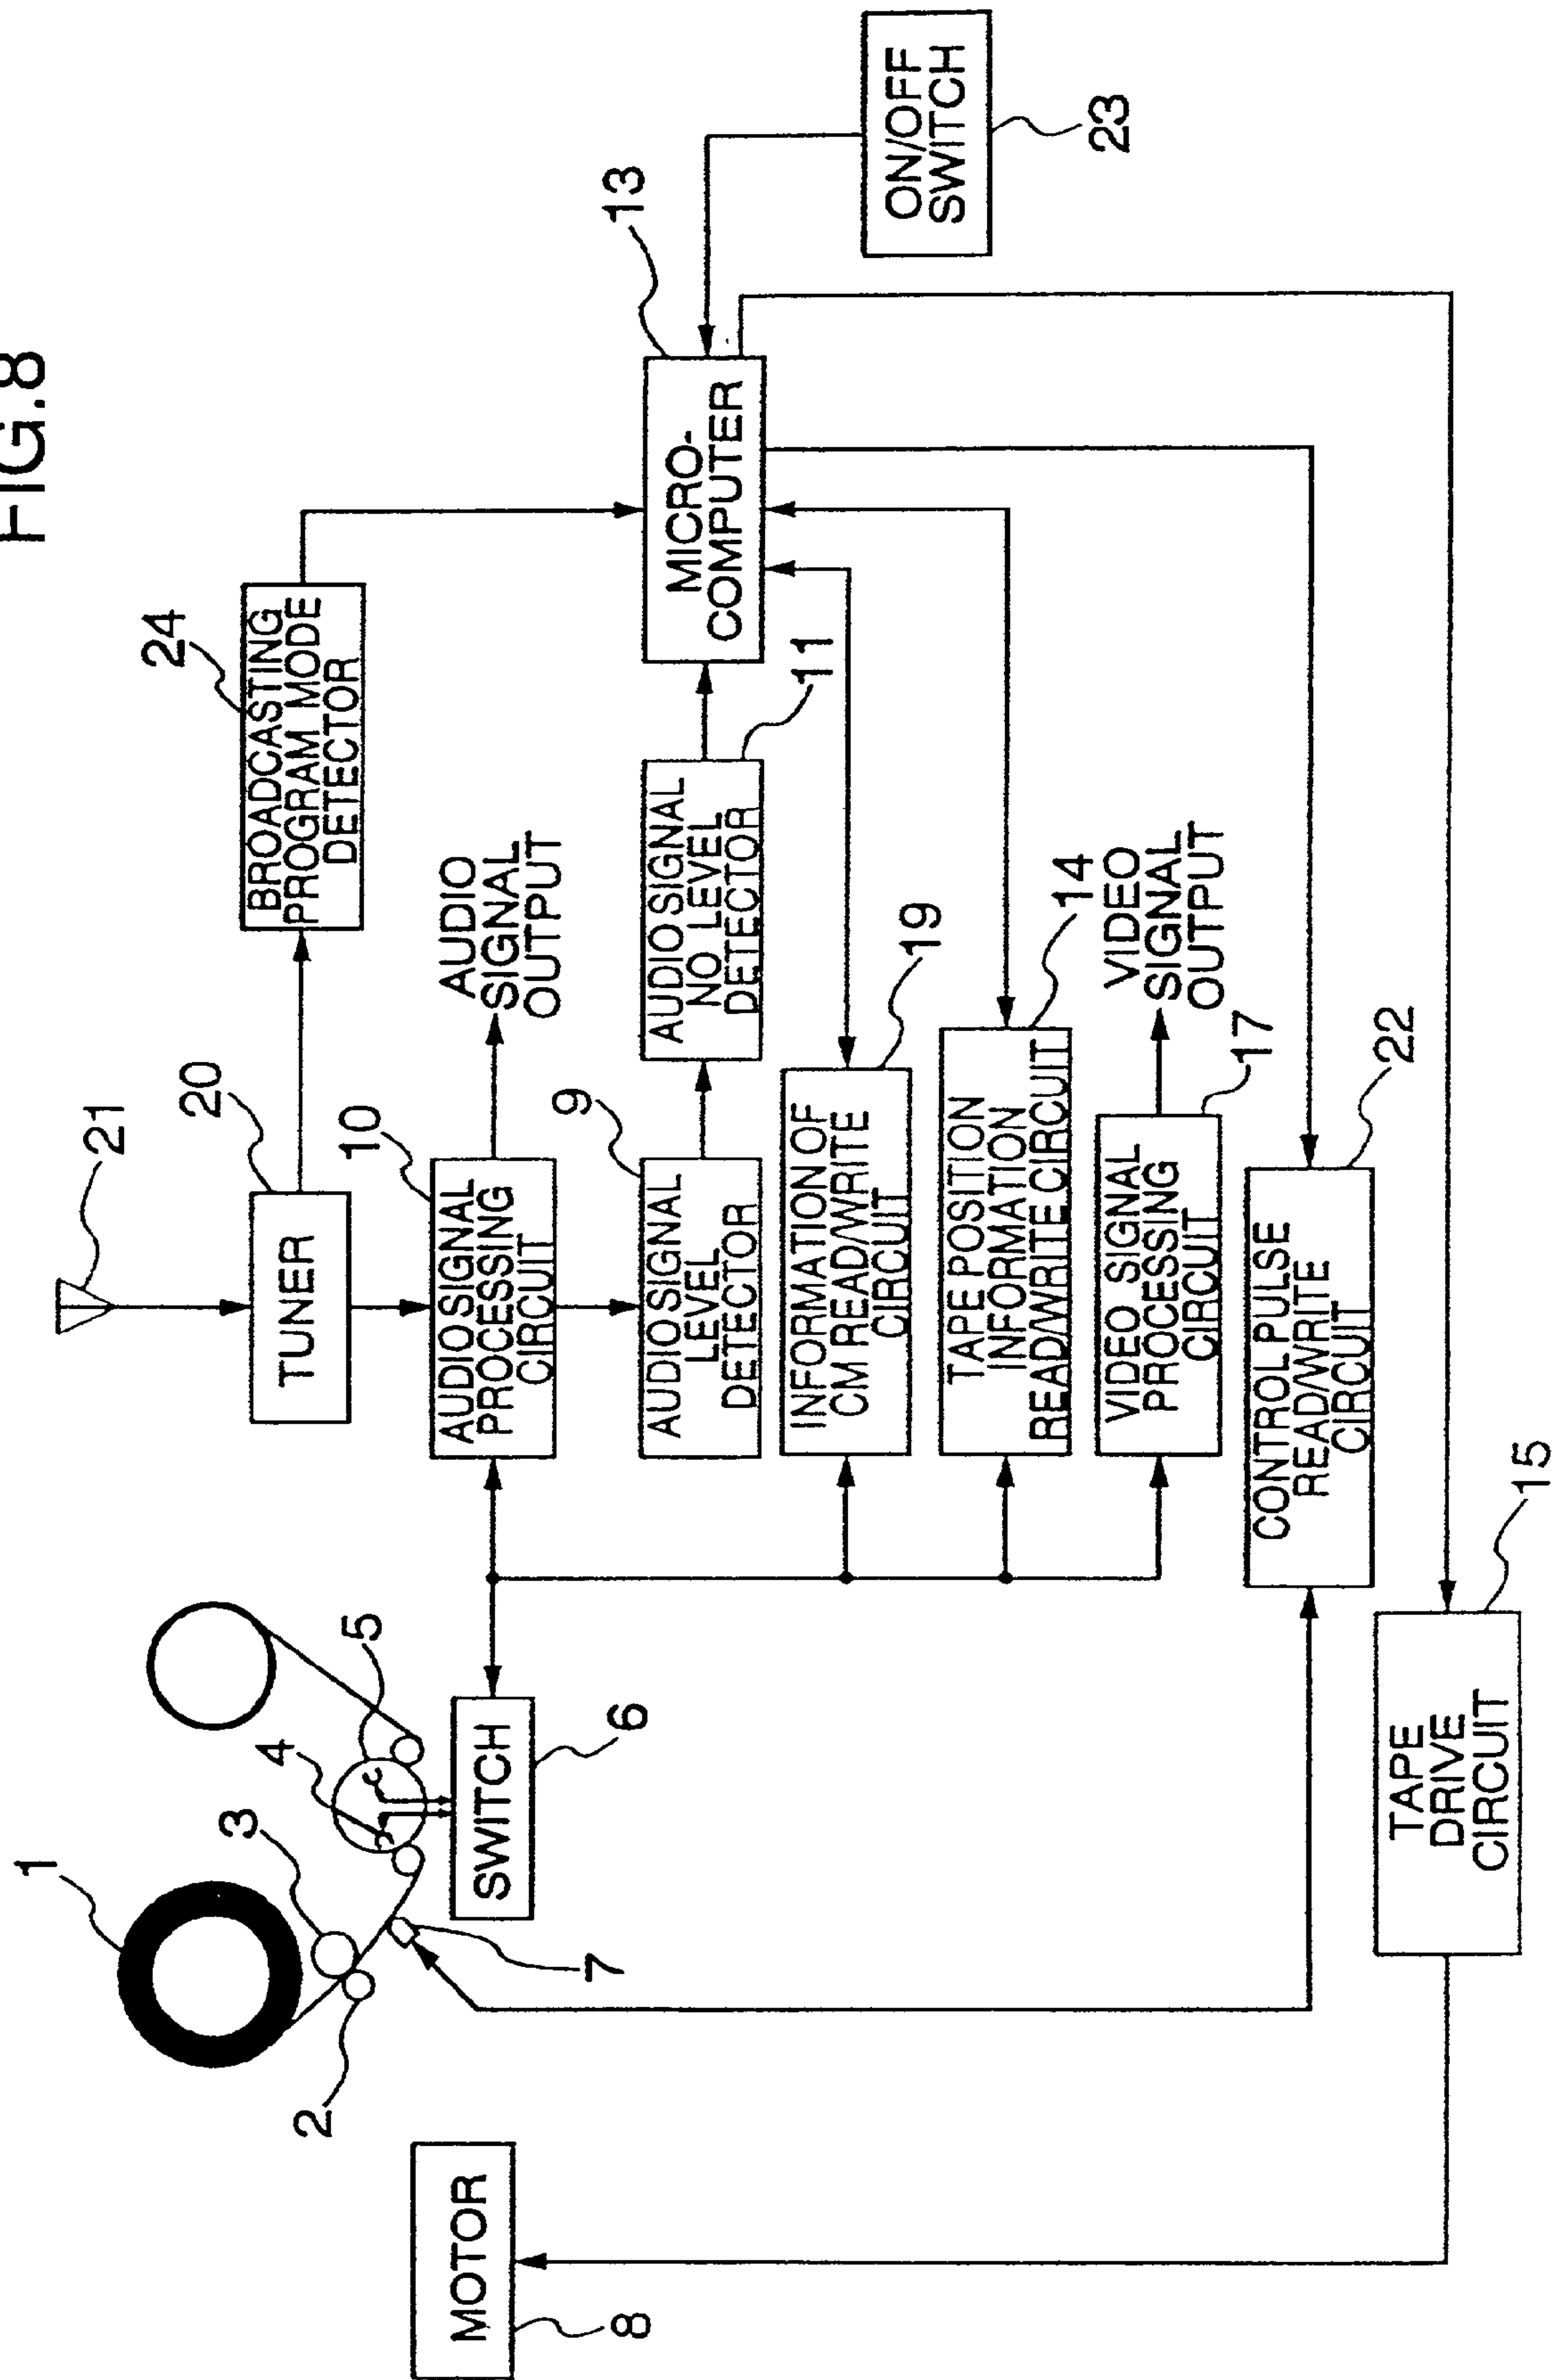 FIG.8
21
20
TUNER
24
BROADCASTING
PROGRAM MODE
DETECTOR
1
3
2
4
5
7
SWITCH
6
10
AUDIO SIGNAL
PROCESSING
CIRCUIT
AUDIO
SIGNAL
OUTPUT
9
AUDIO SIGNAL
LEVEL
DETECTOR
AUDIO SIGNAL
NO LEVEL
DETECTOR
11
13
MICRO-
COMPUTER
ON/OFF
SWITCH
23
MOTOR
8
INFORMATION OF
CM READ/WRITE
CIRCUIT
19
TAPE POSITION
INFORMATION
READ/WRITE CIRCUIT
14
VIDEO SIGNAL
PROCESSING
CIRCUIT
17
VIDEO
SIGNAL
OUTPUT
CONTROL PULSE
READ/WRITE
CIRCUIT
22
TAPE
DRIVE
CIRCUIT
15